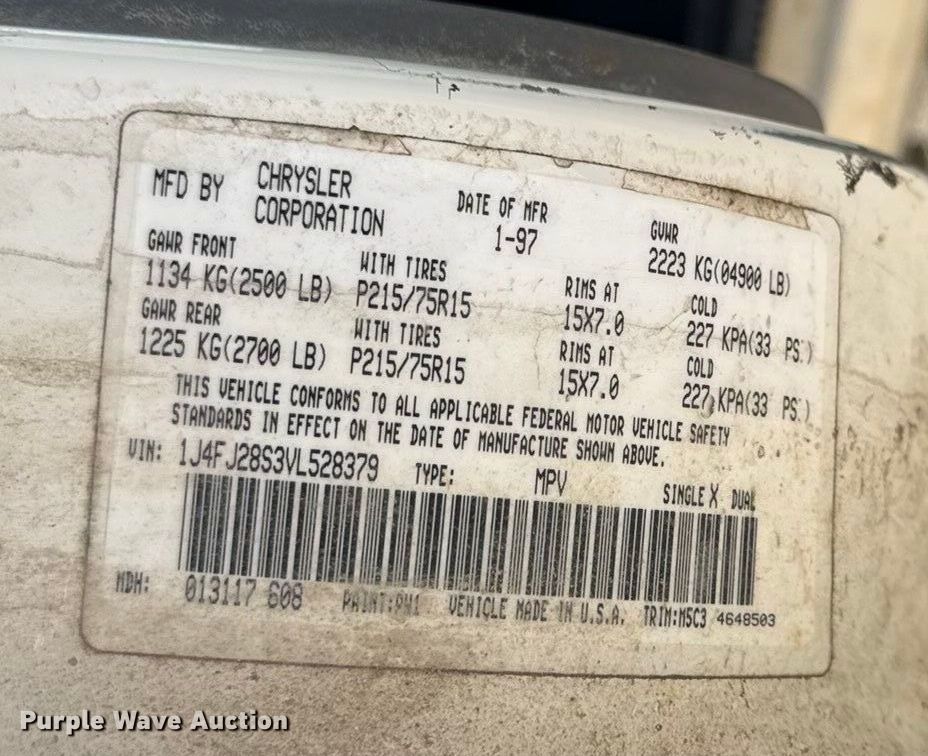 MFD BY CHRYSLER CORPORATION DATE OF MFR 1-97 GVWR 2223 KG(04900 LB)
GAWR FRONT WITH TIRES RIMS AT COLD
1134 KG(2500 LB) P215/75R15 15X7.0 227 KPA(33 PS )
GAWR REAR WITH TIRES RIMS AT COLD
1225 KG(2700 LB) P215/75R15 15X7.0 227 KPA(33 PS )
THIS VEHICLE CONFORMS TO ALL APPLICABLE FEDERAL MOTOR VEHICLE SAFETY
STANDARDS IN EFFECT ON THE DATE OF MANUFACTURE SHOWN ABOVE.
VIN: 1J4FJ28S3VL528379 TYPE: MPV SINGLE X DUAL
MDH: 013117 608 PAINT:PW1 VEHICLE MADE IN U.S.A. TRIM:M5C3 4648503
Purple Wave Auction